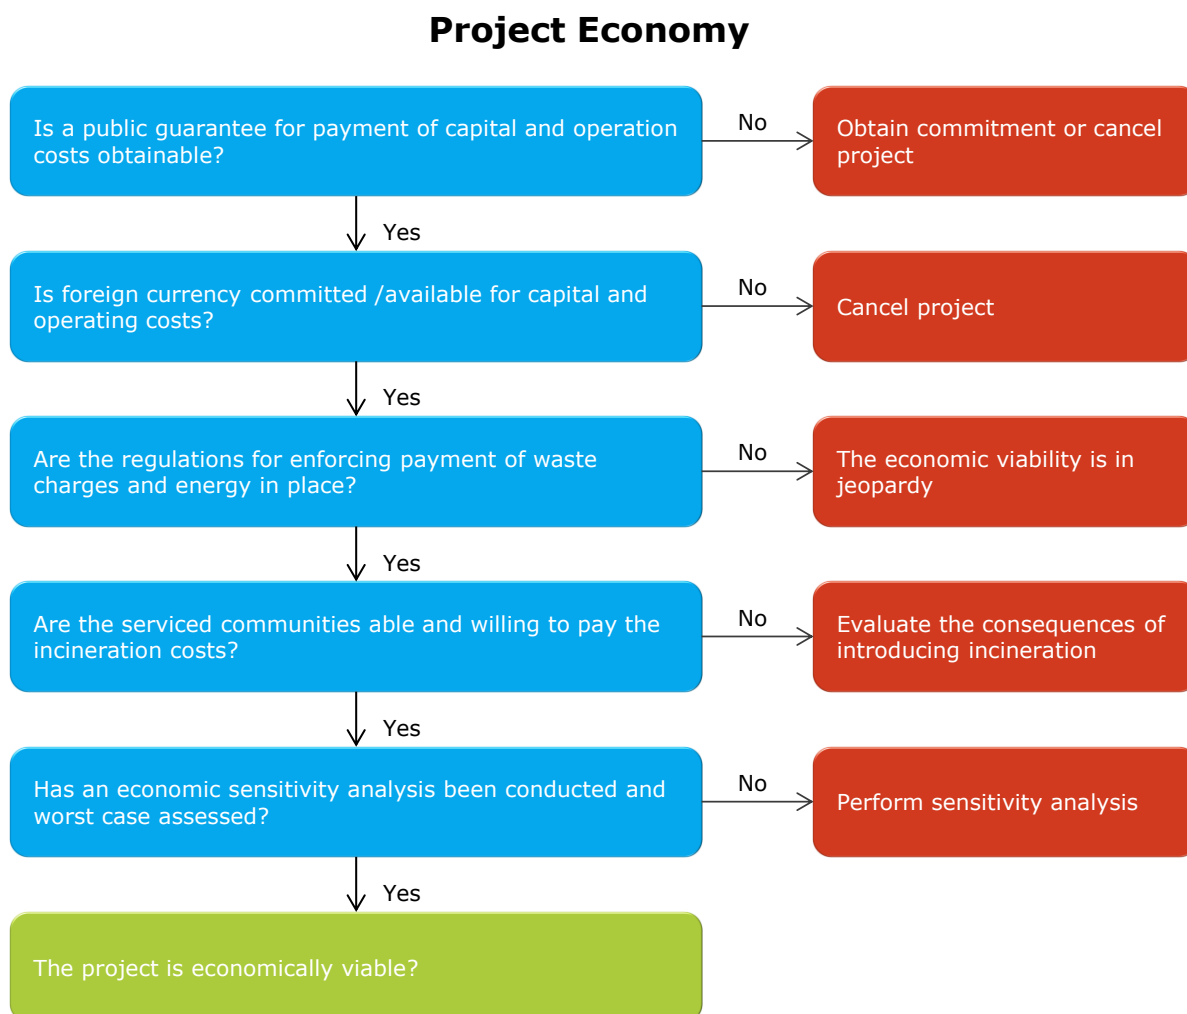 Project Economy
Is a public guarantee for payment of capital and operation
costs obtainable?
No
Obtain commitment or cancel
project
Yes
Is foreign currency committed /available for capital and
operating costs?
No
Cancel project
Yes
Are the regulations for enforcing payment of waste
charges and energy in place?
No
The economic viability is in
jeopardy
Yes
Are the serviced communities able and willing to pay the
incineration costs?
No
Evaluate the consequences of
introducing incineration
Yes
Has an economic sensitivity analysis been conducted and
worst case assessed?
No
Perform sensitivity analysis
Yes
The project is economically viable?